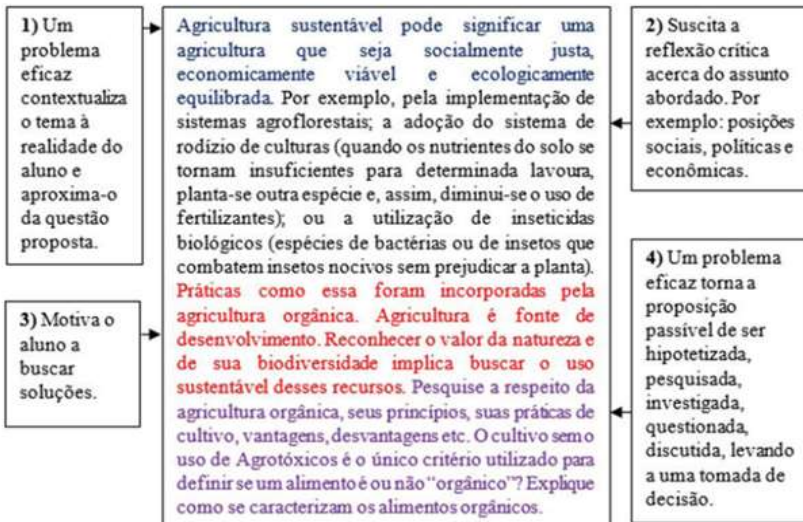 1) Um
problema
eficaz
contextualiza
o tema à
realidade do
aluno e
aproxima-o
da questão
proposta.
3) Motiva o
aluno a
buscar
soluções.
Agricultura sustentável pode significar uma
agricultura que seja socialmente justa,
economicamente viável e ecologicamente
equilibrada. Por exemplo, pela implementação de
sistemas agroflorestais; a adoção do sistema de
rodízio de culturas (quando os nutrientes do solo se
tornam insuficientes para determinada lavoura,
planta-se outra espécie e, assim, diminui-se o uso de
fertilizantes); ou a utilização de inseticidas
biológicos (espécies de bactérias ou de insetos que
combatem insetos nocivos sem prejudicar a planta).
Práticas como essa foram incorporadas pela
agricultura orgânica. Agricultura é fonte de
desenvolvimento. Reconhecer o valor da natureza e
de sua biodiversidade implica buscar o uso
sustentável desses recursos. Pesquise a respeito da
agricultura orgânica, seus princípios, suas práticas de
cultivo, vantagens, desvantagens etc. O cultivo sem o
uso de Agrotóxicos é o único critério utilizado para
definir se um alimento é ou não “orgânico”? Explique
como se caracterizam os alimentos orgânicos.
2) Suscita a
reflexão crítica
acerca do assunto
abordado. Por
exemplo: posições
sociais, políticas e
econômicas.
4) Um problema
eficaz torna a
proposição
passível de ser
hipotetizada,
pesquisada,
investigada,
questionada,
discutida, levando
a uma tomada de
decisão.